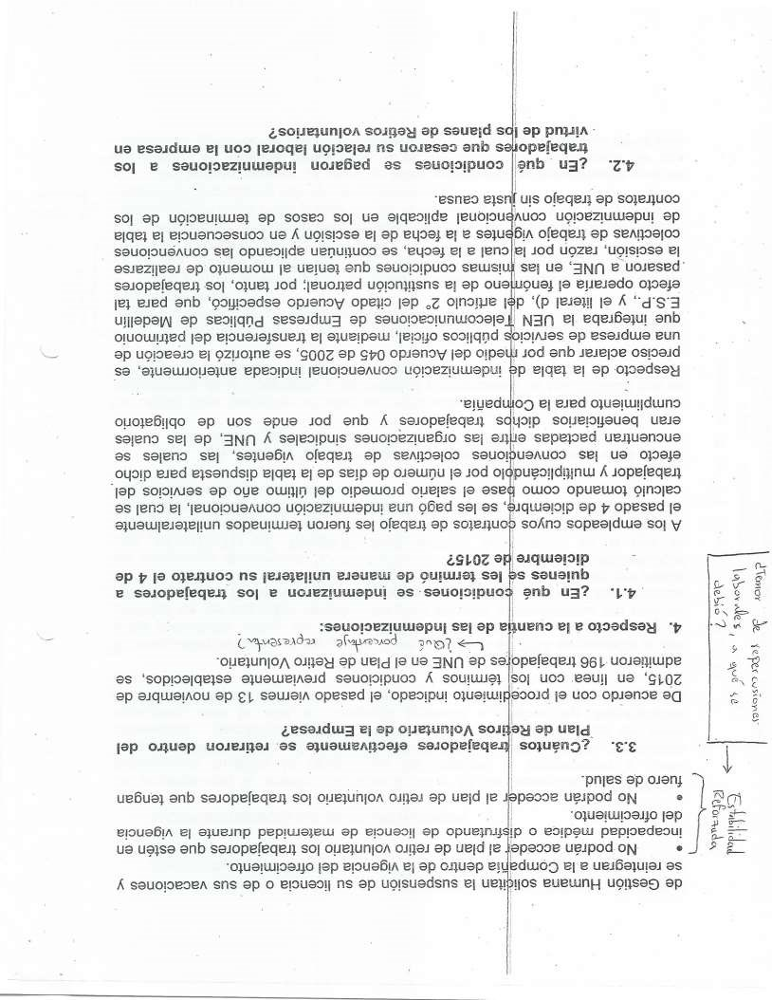 de Gestión Humana solicitan la suspensión de su licencia o de sus vacaciones y
se reintegran a la Compañía dentro de la vigencia del ofrecimiento.
• No podrán acceder al plan de retiro voluntario los trabajadores que estén en
incapacidad médica o disfrutando de licencia de maternidad durante la vigencia
del ofrecimiento.
• No podrán acceder al plan de retiro voluntario los trabajadores que tengan
fuero de salud.
Estabilidad
Reforzada
3.3. ¿Cuántos trabajadores efectivamente se retiraron dentro del
Plan de Retiros Voluntario de la Empresa?
De acuerdo con el procedimiento indicado, el pasado viernes 13 de noviembre de
2015, en línea con los términos y condiciones previamente establecidos, se
admitieron 196 trabajadores de UNE en el Plan de Retiro Voluntario.
¿Qué porcentaje representa?
¿Temor de repercusiones
laborales, a qué se
debió?
4. Respecto a la cuantía de las indemnizaciones:
4.1. ¿En qué condiciones se indemnizaron a los trabajadores a
quienes se les terminó de manera unilateral su contrato el 4 de
diciembre de 2015?
A los empleados cuyos contratos de trabajo les fueron terminados unilateralmente
el pasado 4 de diciembre, se les pagó una indemnización convencional, la cual se
calculó tomando como base el salario promedio del último año de servicios del
trabajador y multiplicándolo por el número de días de la tabla dispuesta para dicho
efecto en las convenciones colectivas de trabajo vigentes, las cuales se
encuentran pactadas entre las organizaciones sindicales y UNE, de las cuales
eran beneficiarios dichos trabajadores y que por ende son de obligatorio
cumplimiento para la Compañía.
Respecto de la tabla de indemnización convencional indicada anteriormente, es
preciso aclarar que por medio del Acuerdo 045 de 2005, se autorizó la creación de
una empresa de servicios públicos oficial, mediante la transferencia del patrimonio
que integraba la UEN Telecomunicaciones de Empresas Públicas de Medellín
E.S.P., y el literal d), del artículo 2° del citado Acuerdo especificó, que para tal
efecto operaría el fenómeno de la sustitución patronal; por tanto, los trabajadores
pasaron a UNE, en las mismas condiciones que tenían al momento de realizarse
la escisión, razón por la cual a la fecha, se continúan aplicando las convenciones
colectivas de trabajo vigentes a la fecha de la escisión y en consecuencia la tabla
de indemnización convencional aplicable en los casos de terminación de los
contratos de trabajo sin justa causa.
4.2. ¿En qué condiciones se pagaron indemnizaciones a los
trabajadores que cesaron su relación laboral con la empresa en
virtud de los planes de Retiros voluntarios?